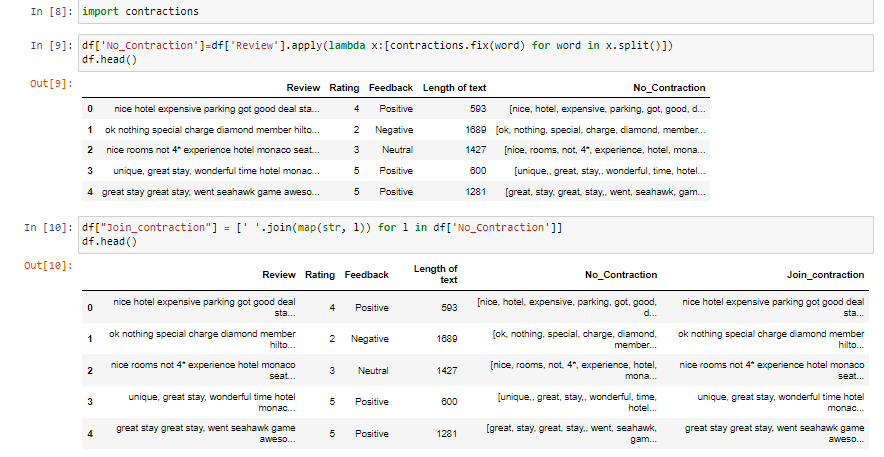 In [8]: import contractions
In [9]: df['No_Contraction']=df['Review'].apply(lambda x:[contractions.fix(word) for word in x.split()])
df.head()
Out[9]:
Review Rating Feedback Length of text No_Contraction
0 nice hotel expensive parking got good deal sta... 4 Positive 593 [nice, hotel, expensive, parking, got, good, d...
1 ok nothing special charge diamond member hilto... 2 Negative 1689 [ok, nothing, special, charge, diamond, member...
2 nice rooms not 4* experience hotel monaco seat... 3 Neutral 1427 [nice, rooms, not, 4*, experience, hotel, mona...
3 unique, great stay, wonderful time hotel monac... 5 Positive 600 [unique,, great, stay,, wonderful, time, hotel...
4 great stay great stay, went seahawk game aweso... 5 Positive 1281 [great, stay, great, stay,, went, seahawk, gam...
In [10]: df["Join_contraction"] = [' '.join(map(str, l)) for l in df['No_Contraction']]
df.head()
Out[10]:
Review Rating Feedback Length of
text No_Contraction Join_contraction
0 nice hotel expensive parking got good deal
sta... 4 Positive 593 [nice, hotel, expensive, parking, got, good,
d... nice hotel expensive parking got good deal
sta...
1 ok nothing special charge diamond member
hilto... 2 Negative 1689 [ok, nothing, special, charge, diamond,
member... ok nothing special charge diamond member
hilto...
2 nice rooms not 4* experience hotel monaco
seat... 3 Neutral 1427 [nice, rooms, not, 4*, experience, hotel,
mona... nice rooms not 4* experience hotel monaco
seat...
3 unique, great stay, wonderful time hotel
monac... 5 Positive 600 [unique,, great, stay,, wonderful, time,
hotel... unique, great stay, wonderful time hotel
monac...
4 great stay great stay, went seahawk game
aweso... 5 Positive 1281 [great, stay, great, stay,, went, seahawk,
gam... great stay great stay, went seahawk game
aweso...